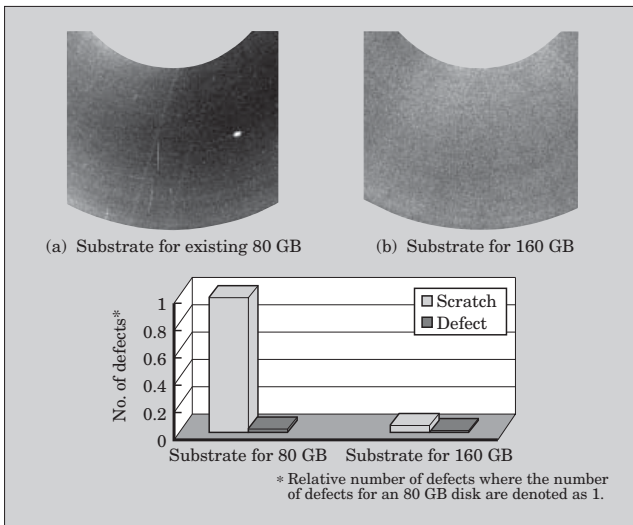 (a) Substrate for existing 80 GB
(b) Substrate for 160 GB
No. of defects*
1
0.8
0.6
0.4
0.2
0
Scratch
Defect
Substrate for 80 GB
Substrate for 160 GB
* Relative number of defects where the number
of defects for an 80 GB disk are denoted as 1.